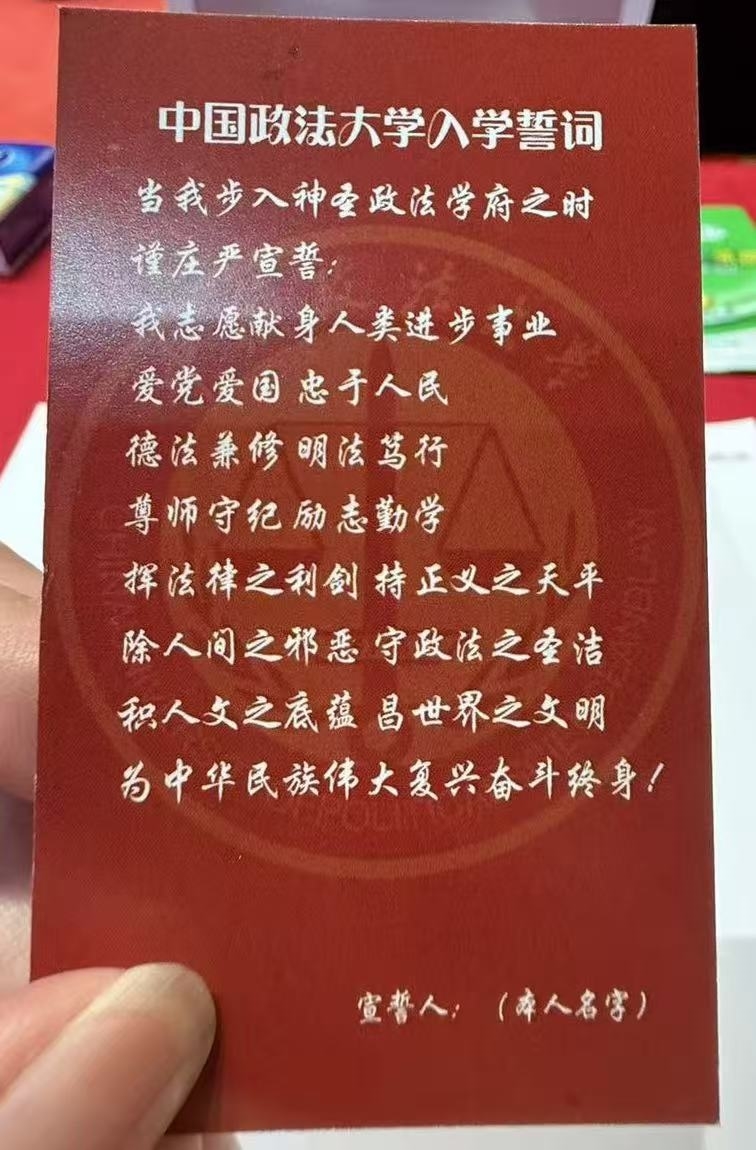 中国政法大学入学誓词
当我步入神圣政法学府之时
谨庄严宣誓：
我志愿献身人类进步事业
爱党爱国 忠于人民
德法兼修 明法笃行
尊师守纪 励志勤学
挥法律之利剑 持正义之天平
除人间之邪恶 守政法之圣洁
积人文之底蕴 昌世界之文明
为中华民族伟大复兴奋斗终身！
宣誓人：（本人名字）